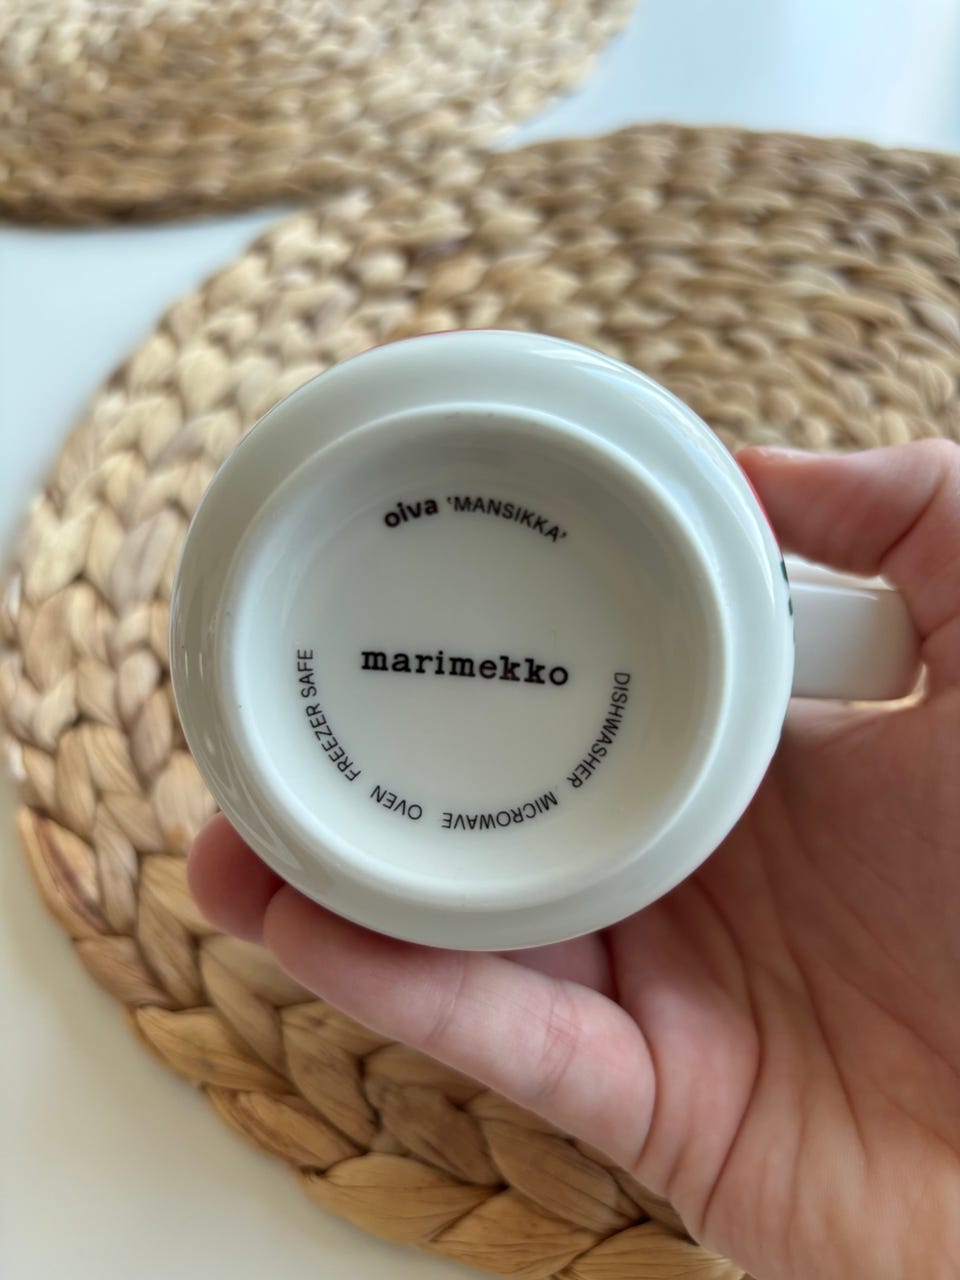 oiva 'MANSIKKA'
marimekko
DISHWASHER MICROWAVE OVEN FREEZER SAFE